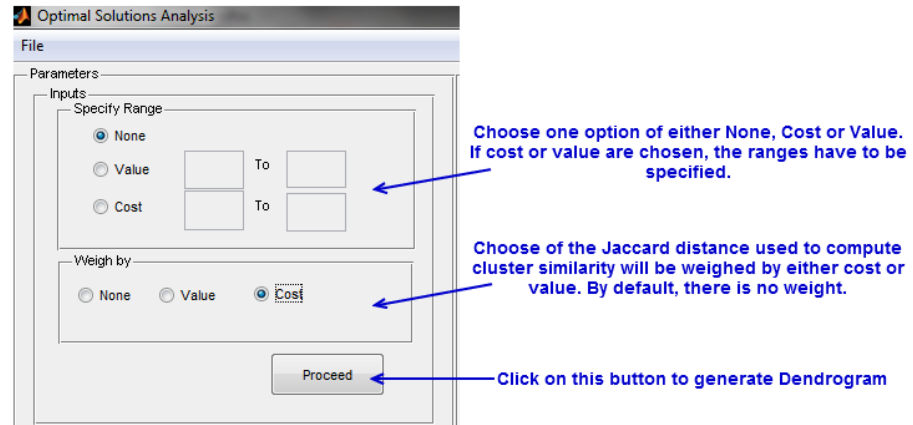 Optimal Solutions Analysis
File
Parameters
Inputs
Specify Range
None
Value To
Cost To
Choose one option of either None, Cost or Value.
If cost or value are chosen, the ranges have to be
specified.
Weigh by
None Value Cost
Choose of the Jaccard distance used to compute
cluster similarity will be weighed by either cost or
value. By default, there is no weight.
Proceed
Click on this button to generate Dendrogram